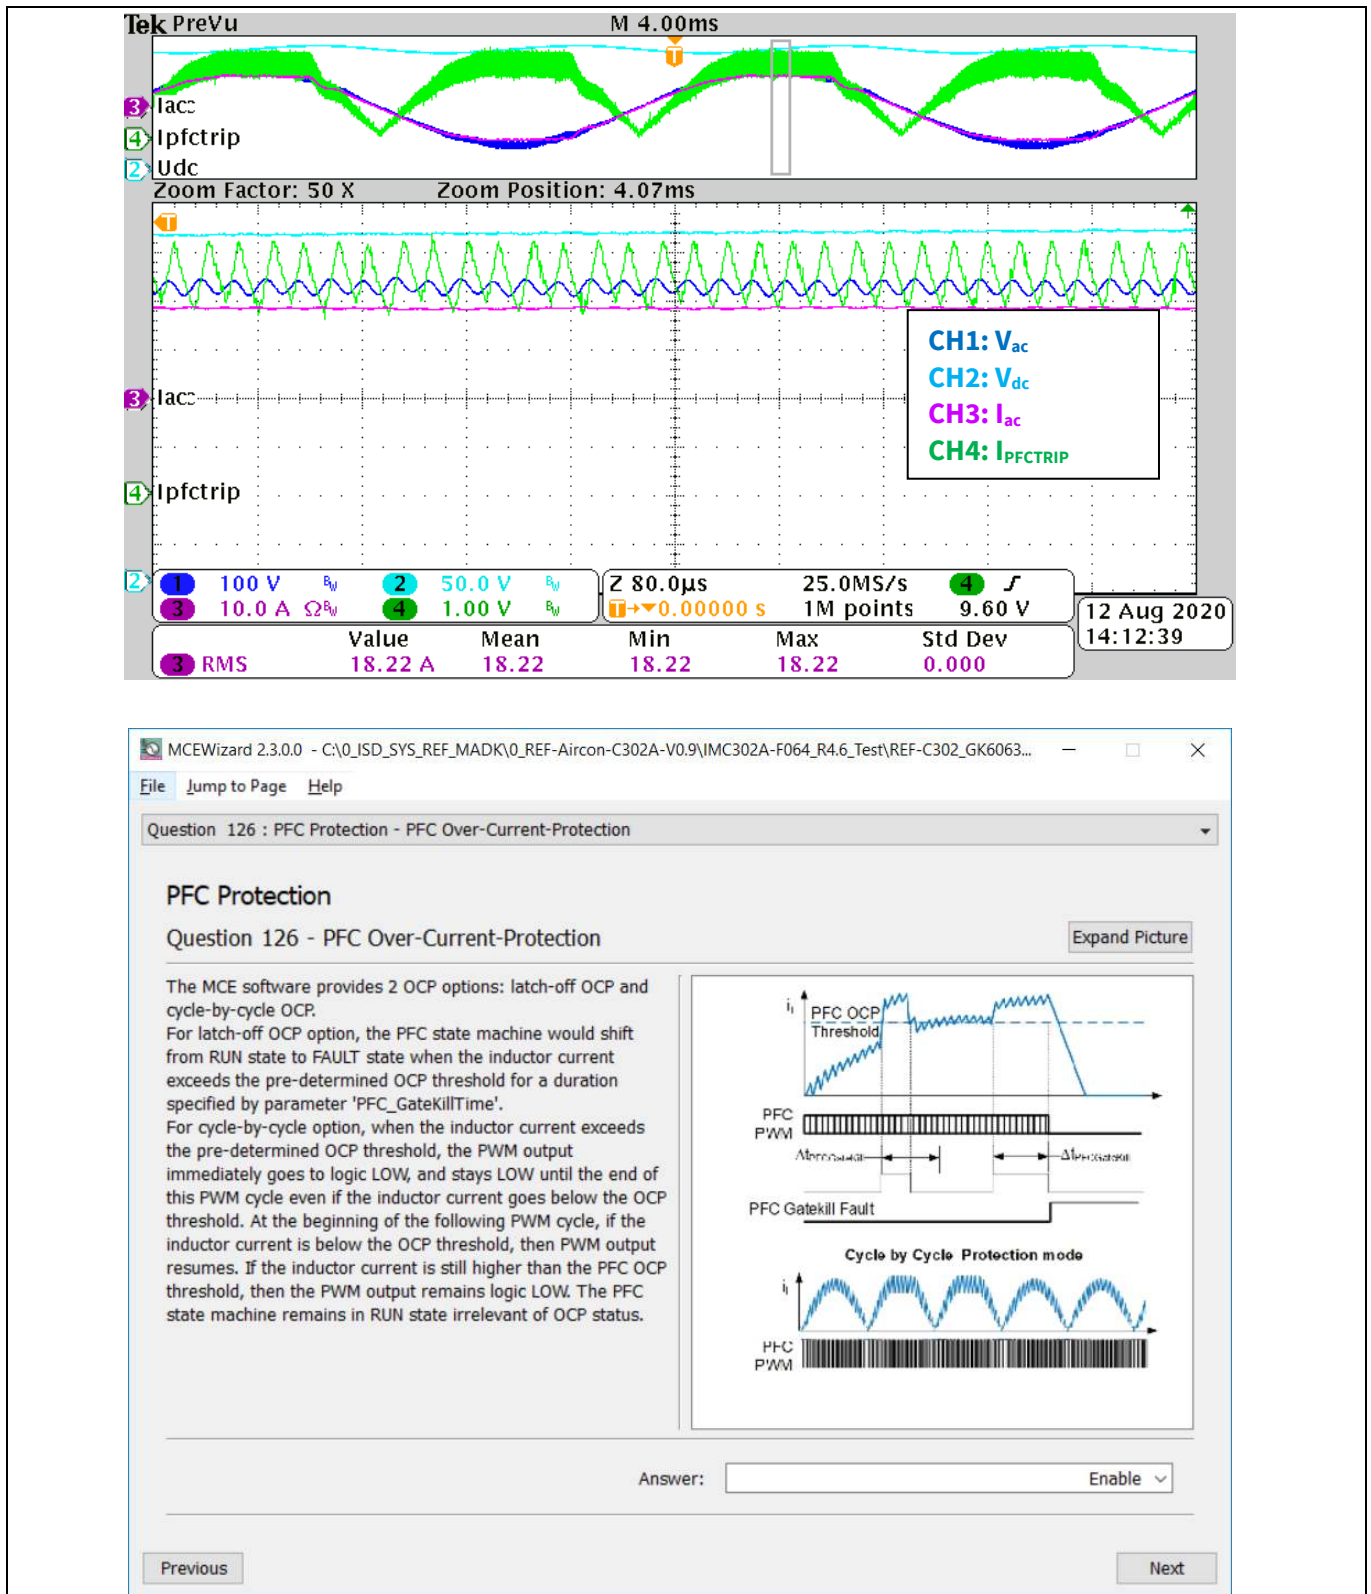 Tek PreVu
M 4.00ms
T
3 Iacc
4 Ipfctrip
2 Udc
Zoom Factor: 50 X
Zoom Position: 4.07ms
T
CH1: Vac
CH2: Vdc
CH3: Iac
CH4: IPFCTRIP
3 Iacc
4 Ipfctrip
2
1 100 V BW 2 50.0 V BW
3 10.0 A ΩBW 4 1.00 V BW
Z 80.0µs 25.0MS/s 4
T→▼0.00000 s 1M points 9.60 V
12 Aug 2020
14:12:39
Value Mean Min Max Std Dev
3 RMS 18.22 A 18.22 18.22 18.22 0.000
MCEWizard 2.3.0.0 - C:\0_ISD_SYS_REF_MADK\0_REF-Aircon-C302A-V0.9\IMC302A-F064_R4.6_Test\REF-C302_GK6063...
File Jump to Page Help
Question 126 : PFC Protection - PFC Over-Current-Protection
PFC Protection
Question 126 - PFC Over-Current-Protection
Expand Picture
The MCE software provides 2 OCP options: latch-off OCP and
cycle-by-cycle OCP.
For latch-off OCP option, the PFC state machine would shift
from RUN state to FAULT state when the inductor current
exceeds the pre-determined OCP threshold for a duration
specified by parameter 'PFC_GateKillTime'.
For cycle-by-cycle option, when the inductor current exceeds
the pre-determined OCP threshold, the PWM output
immediately goes to logic LOW, and stays LOW until the end of
this PWM cycle even if the inductor current goes below the OCP
threshold. At the beginning of the following PWM cycle, if the
inductor current is below the OCP threshold, then PWM output
resumes. If the inductor current is still higher than the PFC OCP
threshold, then the PWM output remains logic LOW. The PFC
state machine remains in RUN state irrelevant of OCP status.
PFC OCP
Threshold
PFC
PWM
PFC Gatekill Fault
Cycle by Cycle Protection mode
PFC
PWM
Answer:
Enable
Previous
Next